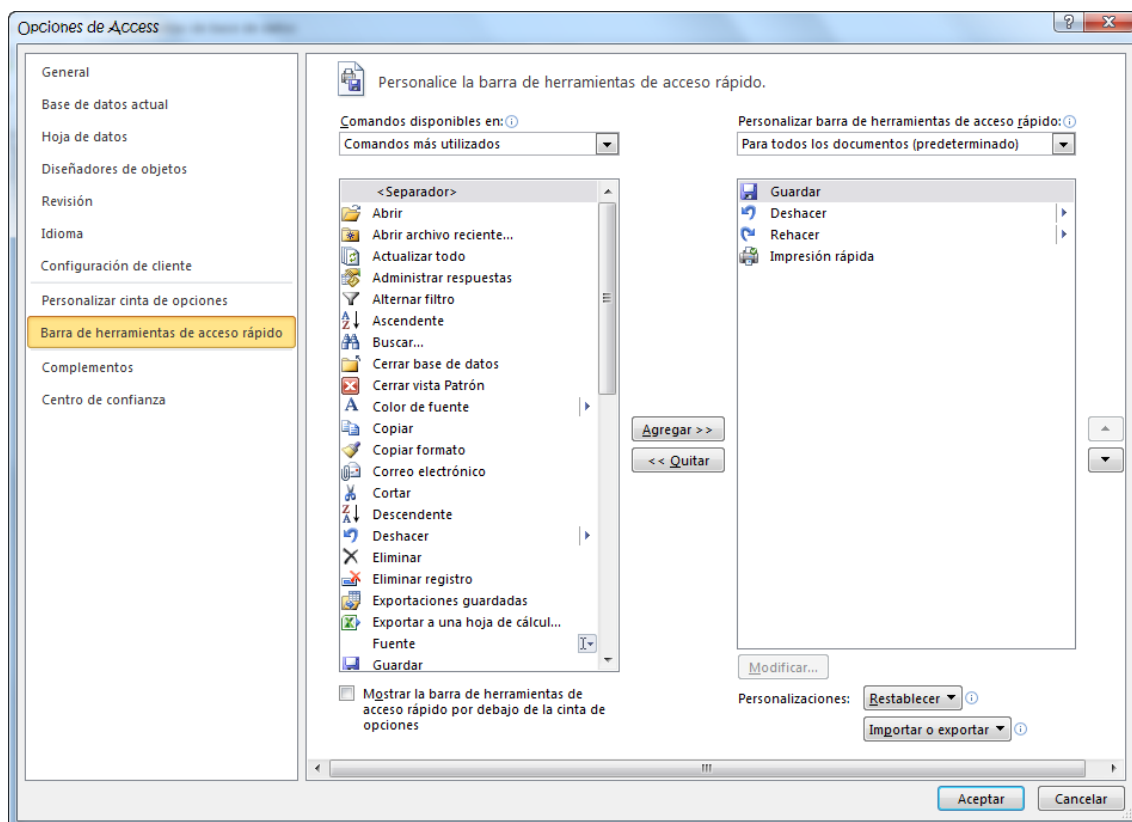 Opciones de Access
General
Base de datos actual
Hoja de datos
Diseñadores de objetos
Revisión
Idioma
Configuración de cliente
Personalizar cinta de opciones
Barra de herramientas de acceso rápido
Complementos
Centro de confianza
Personalice la barra de herramientas de acceso rápido.
Comandos disponibles en:
Comandos más utilizados
<Separador>
Abrir
Abrir archivo reciente...
Actualizar todo
Administrar respuestas
Alternar filtro
Ascendente
Buscar...
Cerrar base de datos
Cerrar vista Patrón
Color de fuente
Copiar
Copiar formato
Correo electrónico
Cortar
Descendente
Deshacer
Eliminar
Eliminar registro
Exportaciones guardadas
Exportar a una hoja de cálcul...
Fuente
Guardar
Mostrar la barra de herramientas de
acceso rápido por debajo de la cinta de
opciones
Agregar >>
<< Quitar
Personalizar barra de herramientas de acceso rápido:
Para todos los documentos (predeterminado)
Guardar
Deshacer
Rehacer
Impresión rápida
Modificar...
Personalizaciones: Restablecer
Importar o exportar
Aceptar Cancelar